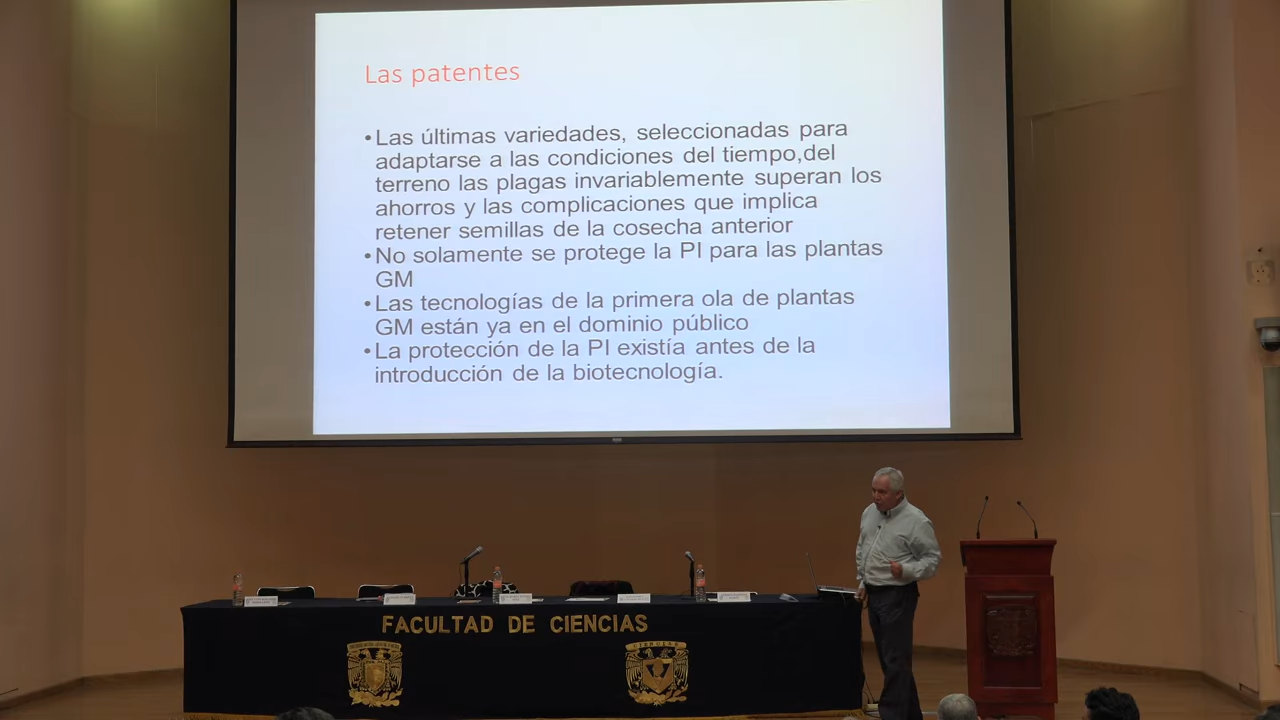 Las patentes
•Las últimas variedades, seleccionadas para
adaptarse a las condiciones del tiempo,del
terreno las plagas invariablemente superan los
ahorros y las complicaciones que implica
retener semillas de la cosecha anterior
•No solamente se protege la PI para las plantas
GM
•Las tecnologías de la primera ola de plantas
GM están ya en el dominio público
•La protección de la PI existía antes de la
introducción de la biotecnología.
FACULTAD DE CIENCIAS